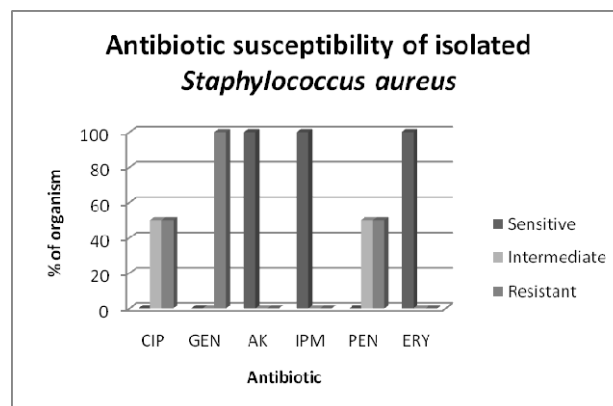 Antibiotic susceptibility of isolated
Staphylococcus aureus
100
80
60
40
20
0
% of organism
CIP GEN AK IPM PEN ERY
Antibiotic
Sensitive
Intermediate
Resistant